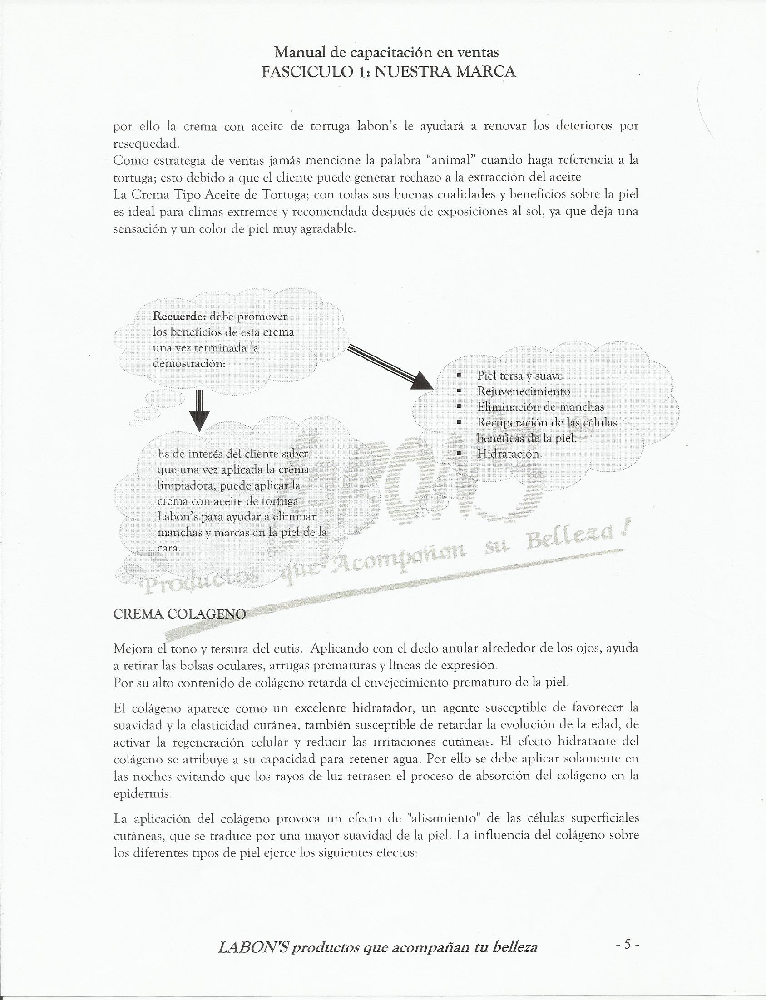 Manual de capacitación en ventas
FASCICULO 1: NUESTRA MARCA
por ello la crema con aceite de tortuga labon's le ayudará a renovar los deterioros por
resequedad.
Como estrategia de ventas jamás mencione la palabra “animal” cuando haga referencia a la
tortuga; esto debido a que el cliente puede generar rechazo a la extracción del aceite
La Crema Tipo Aceite de Tortuga; con todas sus buenas cualidades y beneficios sobre la piel
es ideal para climas extremos y recomendada después de exposiciones al sol, ya que deja una
sensación y un color de piel muy agradable.
Recuerde: debe promover
los beneficios de esta crema
una vez terminada la
demostración:
▪ Piel tersa y suave
▪ Rejuvenecimiento
▪ Eliminación de manchas
▪ Recuperación de las células
benéficas de la piel.
▪ Hidratación.
Es de interés del cliente saber
que una vez aplicada la crema
limpiadora, puede aplicar la
crema con aceite de tortuga
Labon's para ayudar a eliminar
manchas y marcas en la piel de la
cara.
LABON'S
Productos que Acompañan su Belleza!
CREMA COLAGENO
Mejora el tono y tersura del cutis. Aplicando con el dedo anular alrededor de los ojos, ayuda
a retirar las bolsas oculares, arrugas prematuras y líneas de expresión.
Por su alto contenido de colágeno retarda el envejecimiento prematuro de la piel.
El colágeno aparece como un excelente hidratador, un agente susceptible de favorecer la
suavidad y la elasticidad cutánea, también susceptible de retardar la evolución de la edad, de
activar la regeneración celular y reducir las irritaciones cutáneas. El efecto hidratante del
colágeno se atribuye a su capacidad para retener agua. Por ello se debe aplicar solamente en
las noches evitando que los rayos de luz retrasen el proceso de absorción del colágeno en la
epidermis.
La aplicación del colágeno provoca un efecto de "alisamiento" de las células superficiales
cutáneas, que se traduce por una mayor suavidad de la piel. La influencia del colágeno sobre
los diferentes tipos de piel ejerce los siguientes efectos:
LABON'S productos que acompañan tu belleza
- 5 -